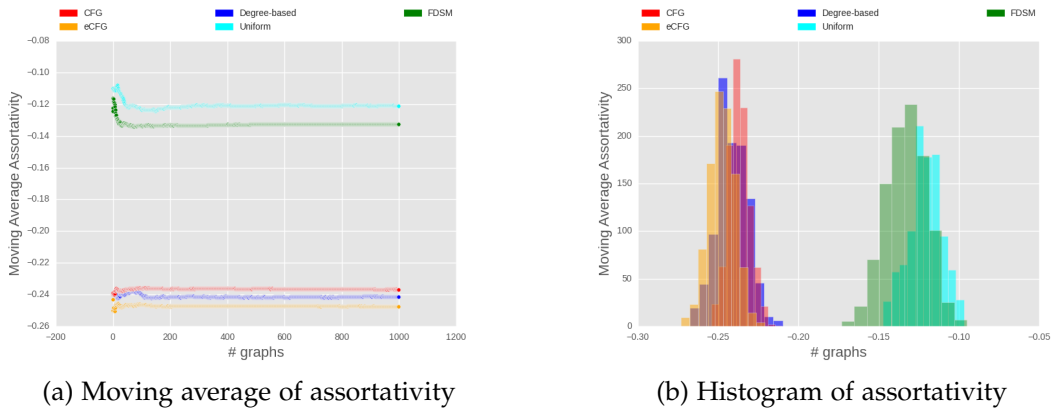 CFG Degree-based FDSM
eCFG Uniform
−0.08
−0.10
−0.12
−0.14
−0.16
−0.18
−0.20
−0.22
−0.24
−0.26
Moving Average Assortativity
−200 0 200 400 600 800 1000 1200
# graphs
(a) Moving average of assortativity
CFG Degree-based FDSM
eCFG Uniform
300
250
200
150
100
50
0
Moving Average Assortativity
−0.30 −0.25 −0.20 −0.15 −0.10 −0.05
# graphs
(b) Histogram of assortativity